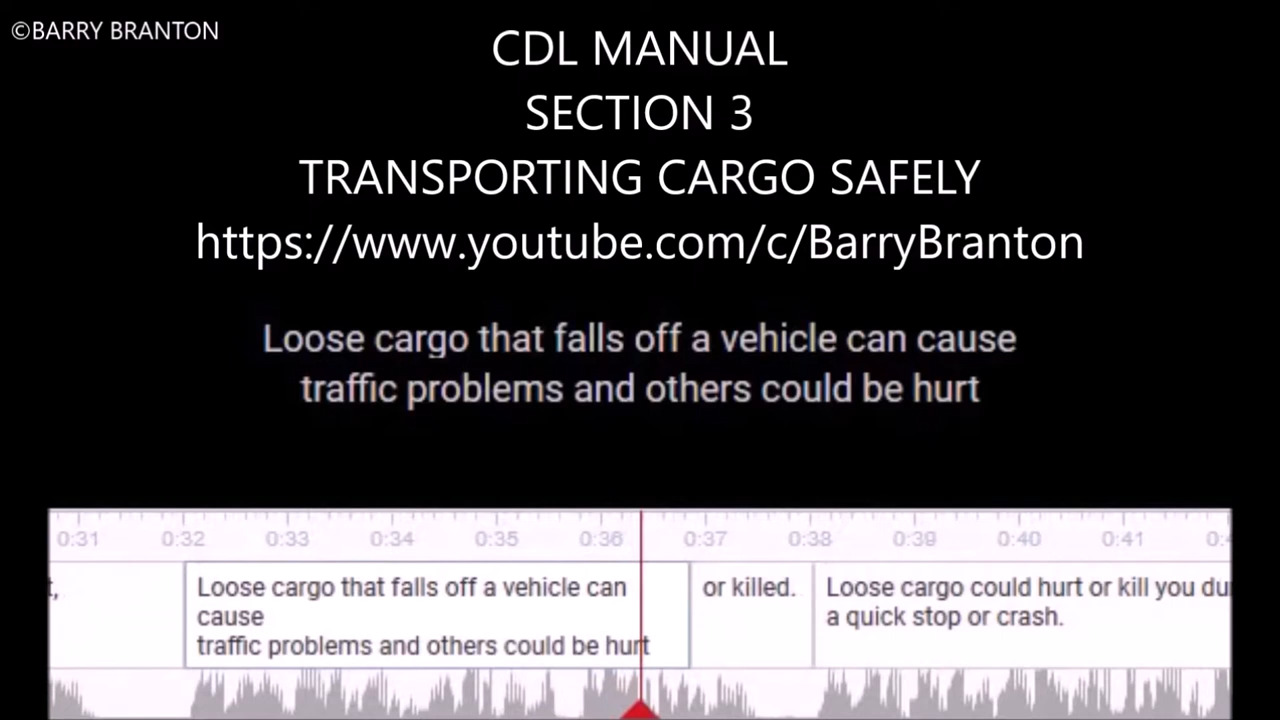 ©BARRY BRANTON
CDL MANUAL
SECTION 3
TRANSPORTING CARGO SAFELY
https://www.youtube.com/c/BarryBranton
Loose cargo that falls off a vehicle can cause
traffic problems and others could be hurt
0:31 0:32 0:33 0:34 0:35 0:36 0:37 0:38 0:39 0:40 0:41
t,
Loose cargo that falls off a vehicle can
cause
traffic problems and others could be hurt
or killed.
Loose cargo could hurt or kill you
a quick stop or crash.